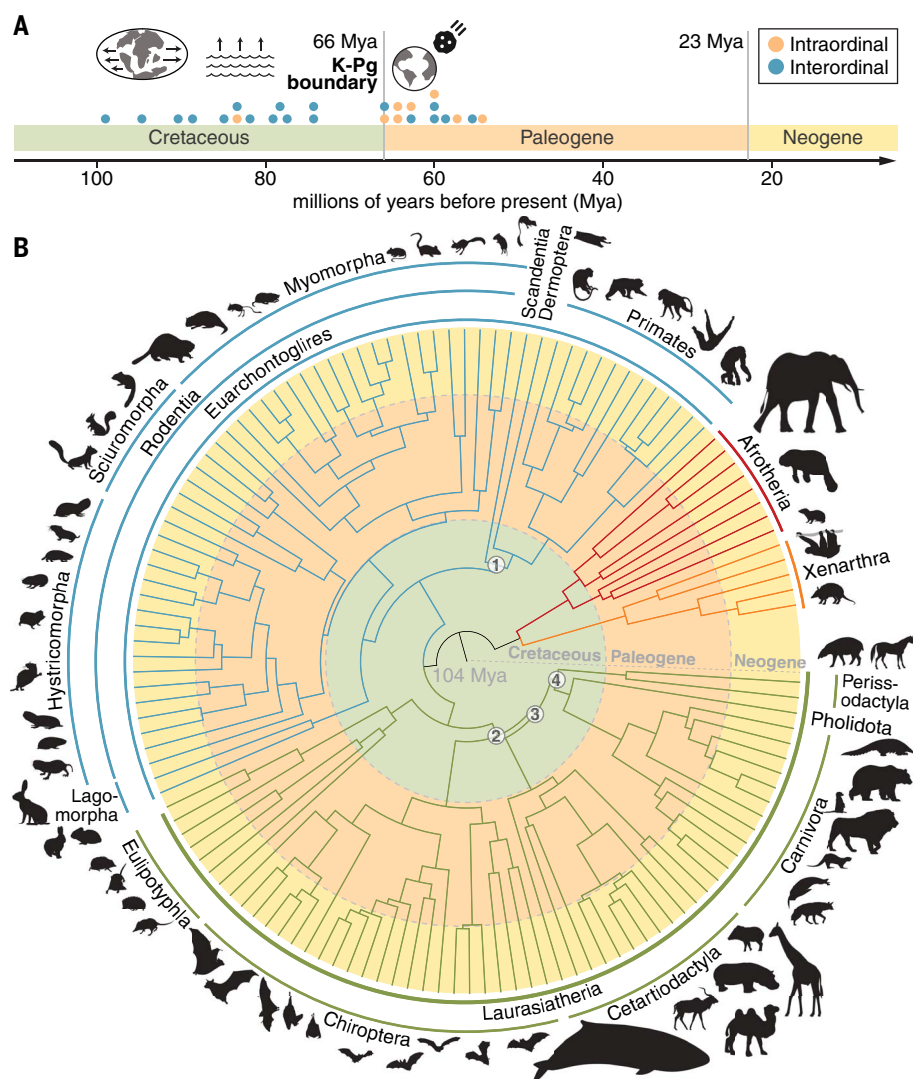 A
66 Mya
K-Pg
boundary
23 Mya
Intraordinal
Interordinal
Cretaceous
Paleogene
Neogene
100
80
60
40
20
millions of years before present (Mya)
B
Myomorpha
Scandentia
Dermoptera
Primates
Sciuromorpha
Rodentia
Euarchontoglires
Afrotheria
Xenarthra
Hystricomorpha
1
Cretaceous
Paleogene
Neogene
104 Mya
4
3
2
Periss-
odactyla
Pholidota
Lago-
morpha
Carnivora
Eulipotyphla
Laurasiatheria
Cetartiodactyla
Chiroptera